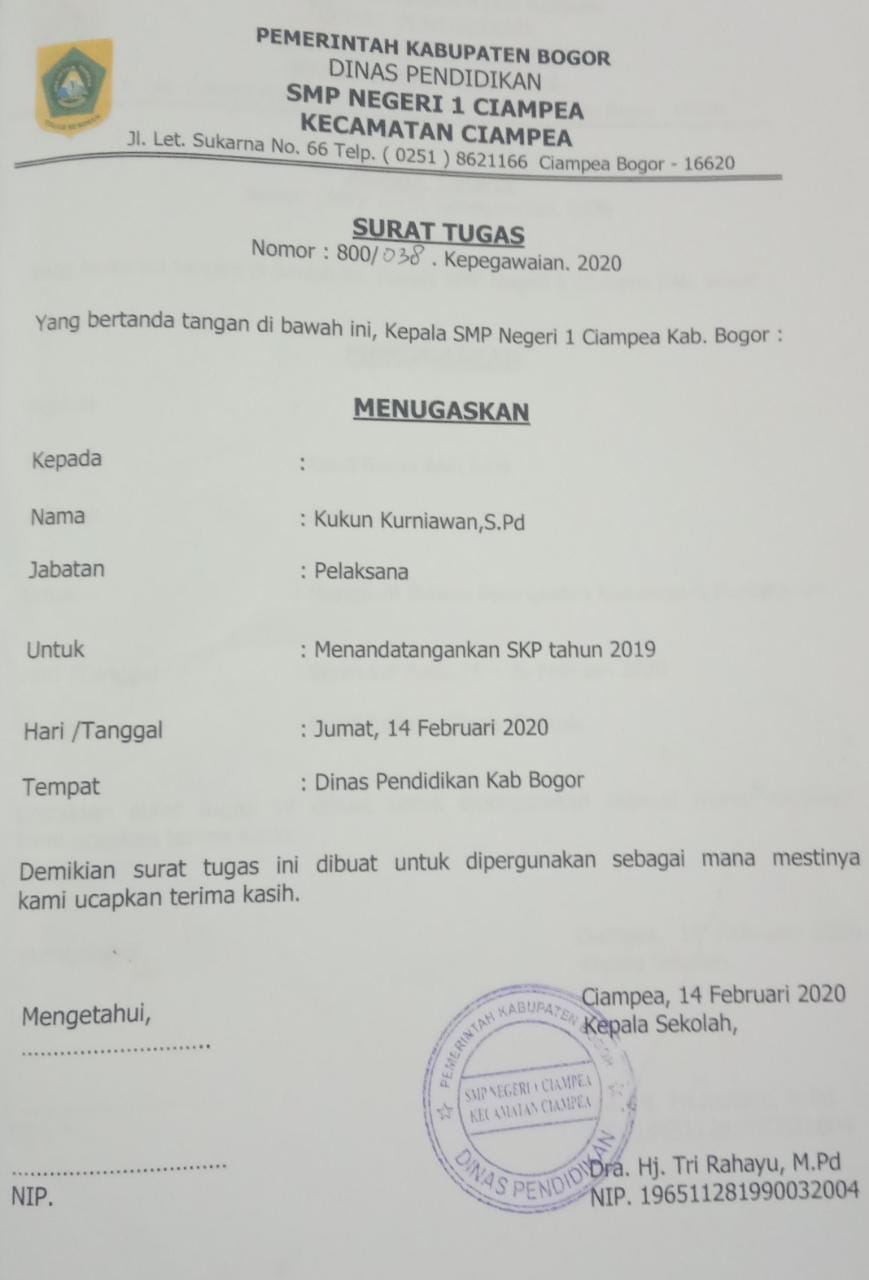 PEMERINTAH KABUPATEN BOGOR
DINAS PENDIDIKAN
SMP NEGERI 1 CIAMPEA
KECAMATAN CIAMPEA
Jl. Let. Sukarna No. 66 Telp. ( 0251 ) 8621166 Ciampea Bogor - 16620
SURAT TUGAS
Nomor : 800/038 . Kepegawaian. 2020
Yang bertanda tangan di bawah ini, Kepala SMP Negeri 1 Ciampea Kab. Bogor :
MENUGASKAN
Kepada :
Nama : Kukun Kurniawan,S.Pd
Jabatan : Pelaksana
Untuk : Menandatangankan SKP tahun 2019
Hari /Tanggal : Jumat, 14 Februari 2020
Tempat : Dinas Pendidikan Kab Bogor
Demikian surat tugas ini dibuat untuk dipergunakan sebagai mana mestinya
kami ucapkan terima kasih.
Ciampea, 14 Februari 2020
Mengetahui, Kepala Sekolah,
..............................
PEMERINTAH KABUPATEN BOGOR
SMP NEGERI 1 CIAMPEA
KECAMATAN CIAMPEA
DINAS PENDIDIKAN
.................................. Dra. Hj. Tri Rahayu, M.Pd
NIP. NIP. 196511281990032004